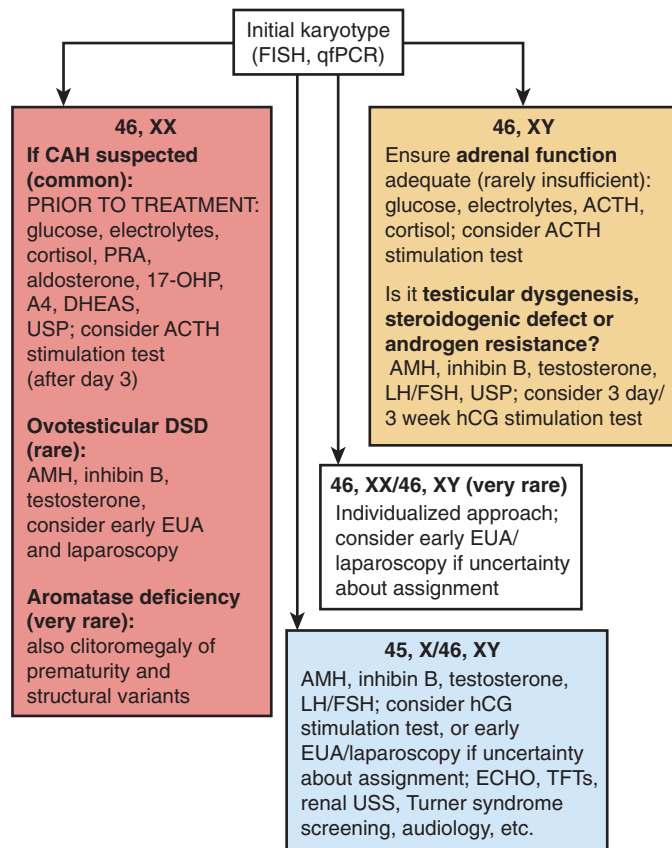 Initial karyotype
(FISH, qfPCR)
46, XX
If CAH suspected
(common):
PRIOR TO TREATMENT:
glucose, electrolytes,
cortisol, PRA,
aldosterone, 17-OHP,
A4, DHEAS,
USP; consider ACTH
stimulation test
(after day 3)
Ovotesticular DSD
(rare):
AMH, inhibin B,
testosterone,
consider early EUA
and laparoscopy
Aromatase deficiency
(very rare):
also clitoromegaly of
prematurity and
structural variants
46, XY
Ensure adrenal function
adequate (rarely insufficient):
glucose, electrolytes, ACTH,
cortisol; consider ACTH
stimulation test
Is it testicular dysgenesis,
steroidogenic defect or
androgen resistance?
AMH, inhibin B, testosterone,
LH/FSH, USP; consider 3 day/
3 week hCG stimulation test
46, XX/46, XY (very rare)
Individualized approach;
consider early EUA/
laparoscopy if uncertainty
about assignment
45, X/46, XY
AMH, inhibin B, testosterone,
LH/FSH; consider hCG
stimulation test, or early
EUA/laparoscopy if uncertainty
about assignment; ECHO, TFTs,
renal USS, Turner syndrome
screening, audiology, etc.